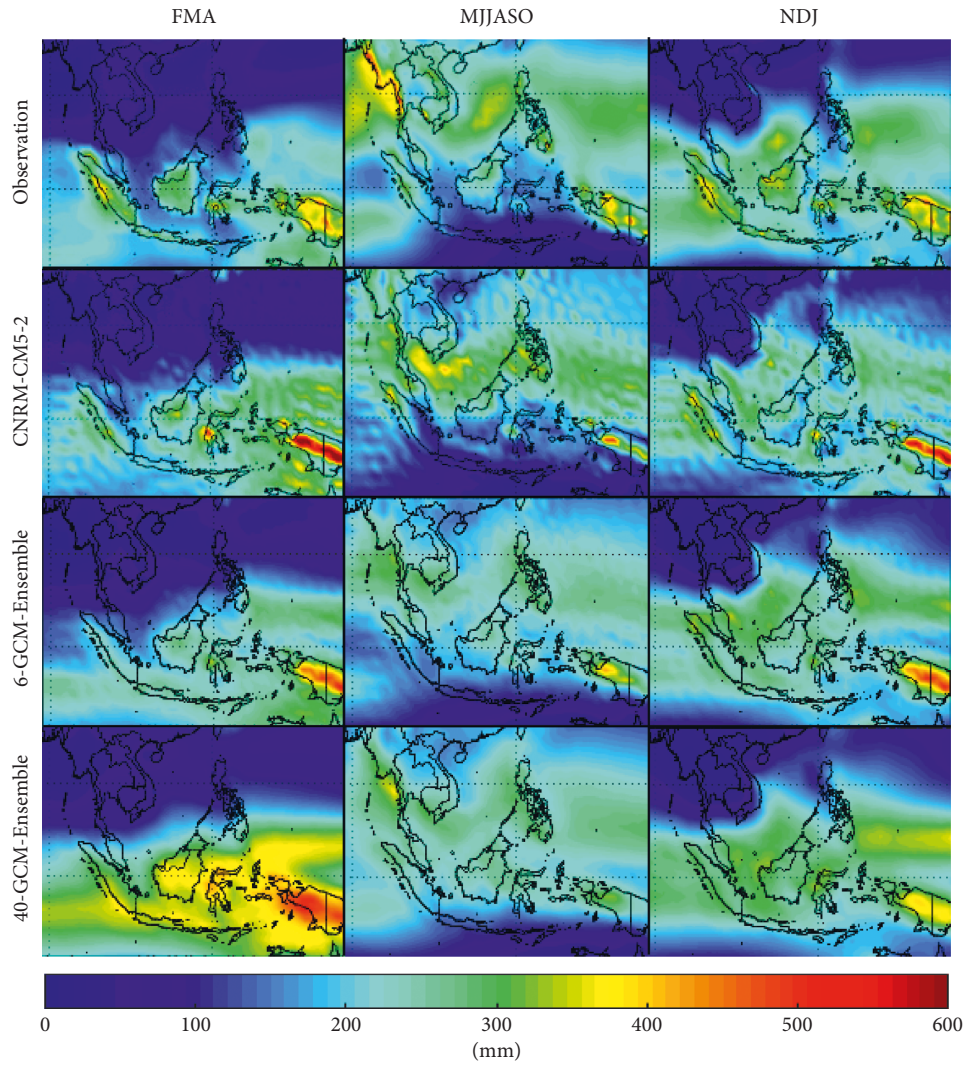 FMA
MJJASO
NDJ
Observation
CNRM-CM5-2
6-GCM-Ensemble
40-GCM-Ensemble
0 100 200 300 400 500 600
(mm)